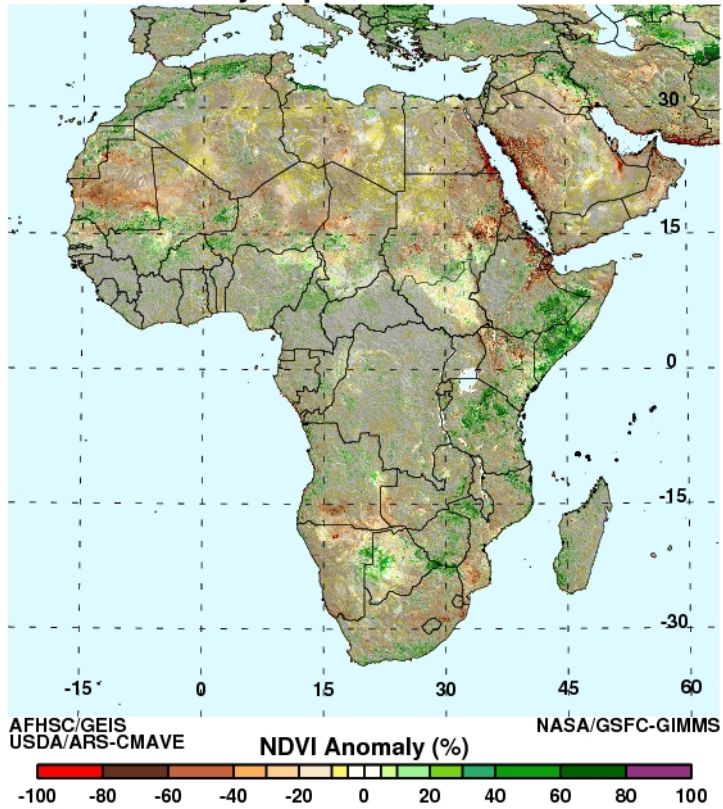 30
15
0
-15
-30
-15 0 15 30 45 60
AFHSC/GEIS NASA/GSFC-GIMMS
USDA/ARS-CMAVE
NDVI Anomaly (%)
-100 -80 -60 -40 -20 0 20 40 60 80 100